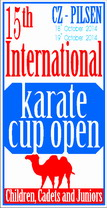 15th
CZ - PILSEN
18. October 2014
19. October 2014
International
karate
cup open
Children, Cadets and Juniors